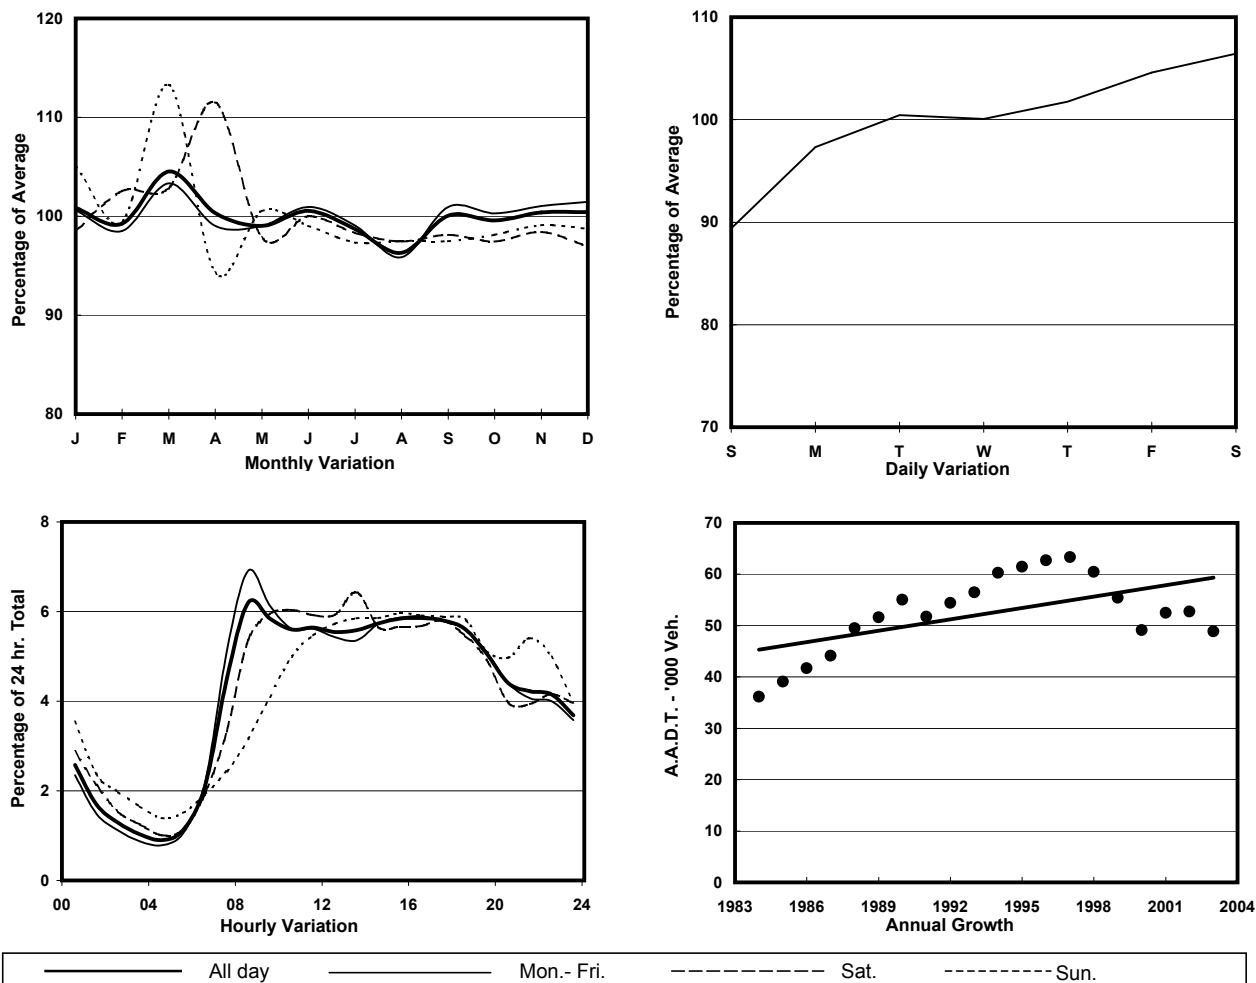 120
110
100
90
80
Percentage of Average
J F M A M J J A S O N D
Monthly Variation
110
100
90
80
70
Percentage of Average
S M T W T F S
Daily Variation
8
6
4
2
0
Percentage of 24 hr. Total
00 04 08 12 16 20 24
Hourly Variation
70
60
50
40
30
20
10
0
A.A.D.T. - '000 Veh.
1983 1986 1989 1992 1995 1998 2001 2004
Annual Growth
All day Mon.- Fri. Sat. Sun.